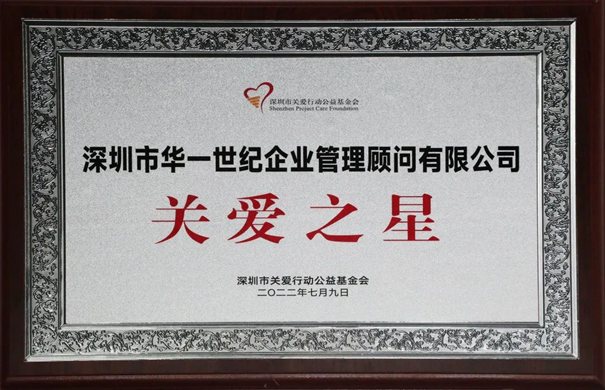 深圳市关爱行动公益基金会
Shenzhen Project Care Foundation
深圳市华一世纪企业管理顾问有限公司
关爱之星
深圳市关爱行动公益基金会
二〇二二年七月九日